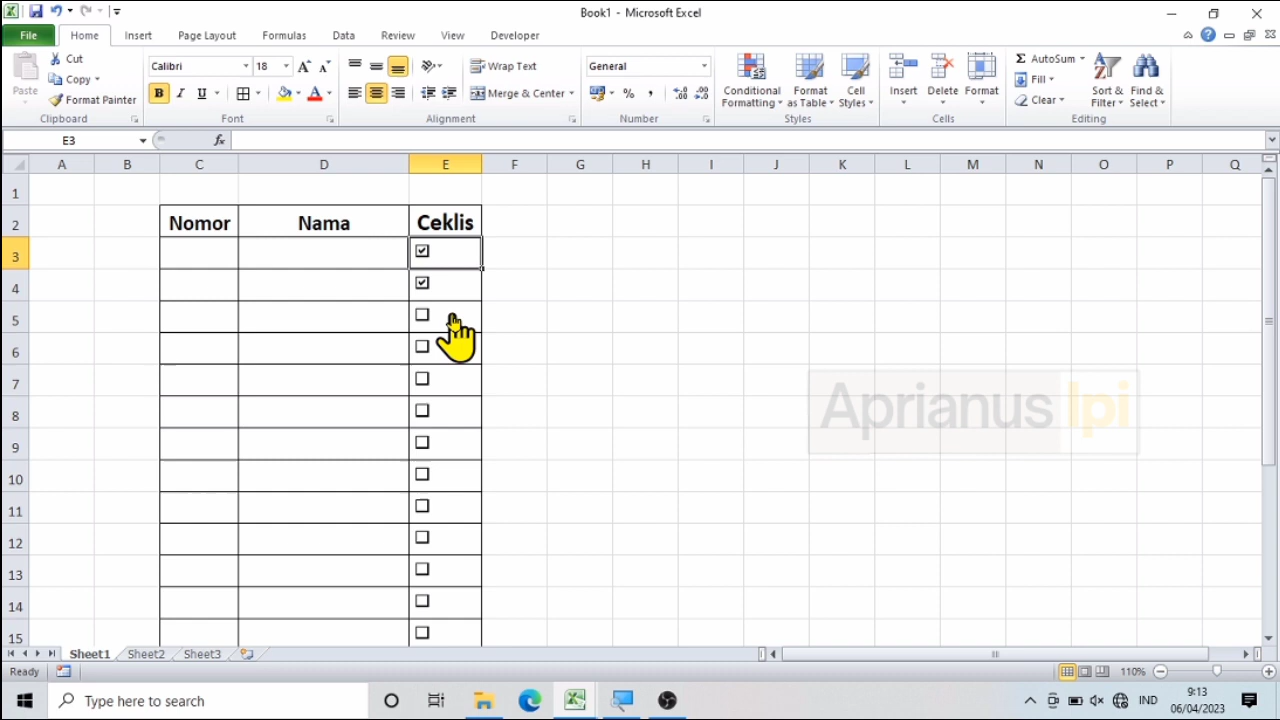 Book1 - Microsoft Excel
File Home Insert Page Layout Formulas Data Review View Developer
Paste
Cut
Copy
Format Painter
Clipboard
Calibri 18
B I U
Font
Wrap Text
Merge & Center
Alignment
General
Number
Conditional Formatting
Format as Table
Cell Styles
Styles
Insert Delete Format
Cells
AutoSum
Fill
Clear
Sort & Filter
Find & Select
Editing
E3 fx
A B C D E F G H I J K L M N O P Q
1
2 Nomor Nama Ceklis
3
4
5
6
7
8
9
10
11
12
13
14
15
Aprianus Ipi
Sheet1 Sheet2 Sheet3
Ready 110%
Type here to search
IND
9:13
06/04/2023